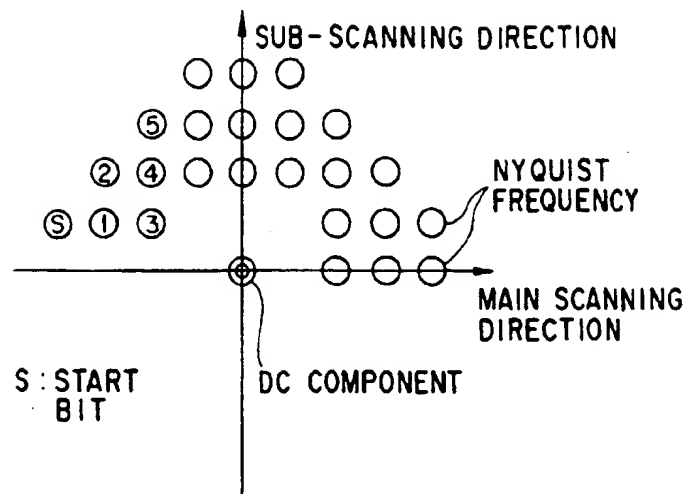 SUB-SCANNING DIRECTION
5
2 4
S 1 3
NYQUIST
FREQUENCY
MAIN SCANNING
DIRECTION
S : START
BIT
DC COMPONENT